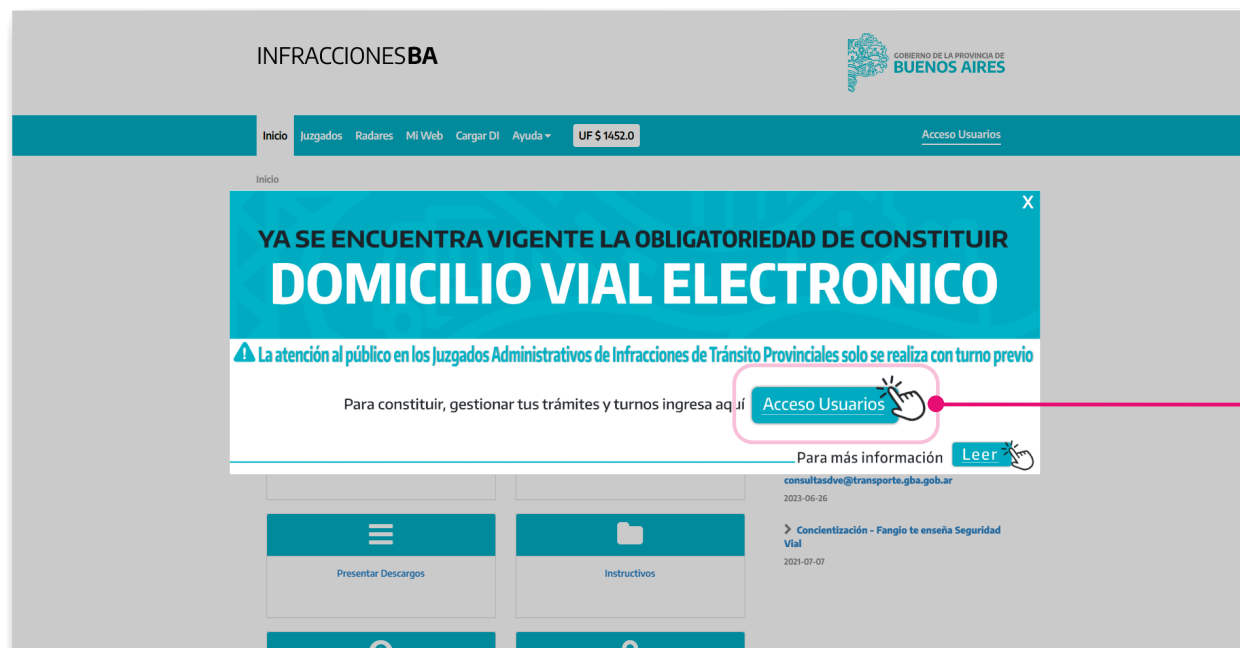 INFRACCIONESBA
GOBIERNO DE LA PROVINCIA DE
BUENOS AIRES
Inicio Juzgados Radares Mi Web Cargar DI Ayuda UF $ 1452.0 Acceso Usuarios
Inicio
X
YA SE ENCUENTRA VIGENTE LA OBLIGATORIEDAD DE CONSTITUIR
DOMICILIO VIAL ELECTRONICO
La atención al público en los Juzgados Administrativos de Infracciones de Tránsito Provinciales solo se realiza con turno previo
Para constituir, gestionar tus trámites y turnos ingresa aquí Acceso Usuarios
Para más información Leer
consultasdve@transporte.gba.gob.ar
2023-06-26
Concientización - Fangio te enseña Seguridad
Vial
2021-07-07
Presentar Descargos
Instructivos